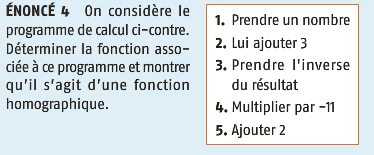 ÉNONCÉ 4 On considère le
programme de calcul ci-contre.
Déterminer la fonction asso-
ciée à ce programme et montrer
qu'il s'agit d'une fonction
homographique.
1. Prendre un nombre
2. Lui ajouter 3
3. Prendre l'inverse
du résultat
4. Multiplier par -11
5. Ajouter 2